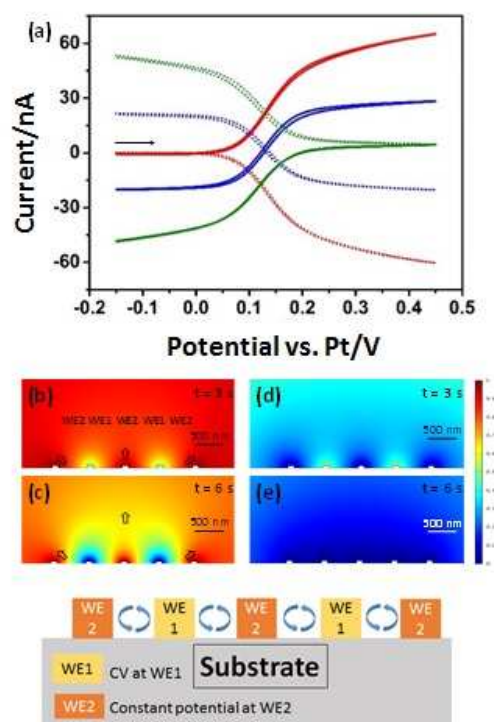 (a)
60
30
0
-30
-60
Current/nA
-0.2 -0.1 0.0 0.1 0.2 0.3 0.4 0.5
Potential vs. Pt/V
(b) t = 3 s
WE2 WE1 WE2 WE1 WE2
500 nm
(d) t = 3 s
500 nm
(c) t = 6 s
500 nm
(e) t = 6 s
500 nm
WE 2 WE 1 WE 2 WE 1 WE 2
Substrate
WE1 CV at WE1
WE2 Constant potential at WE2